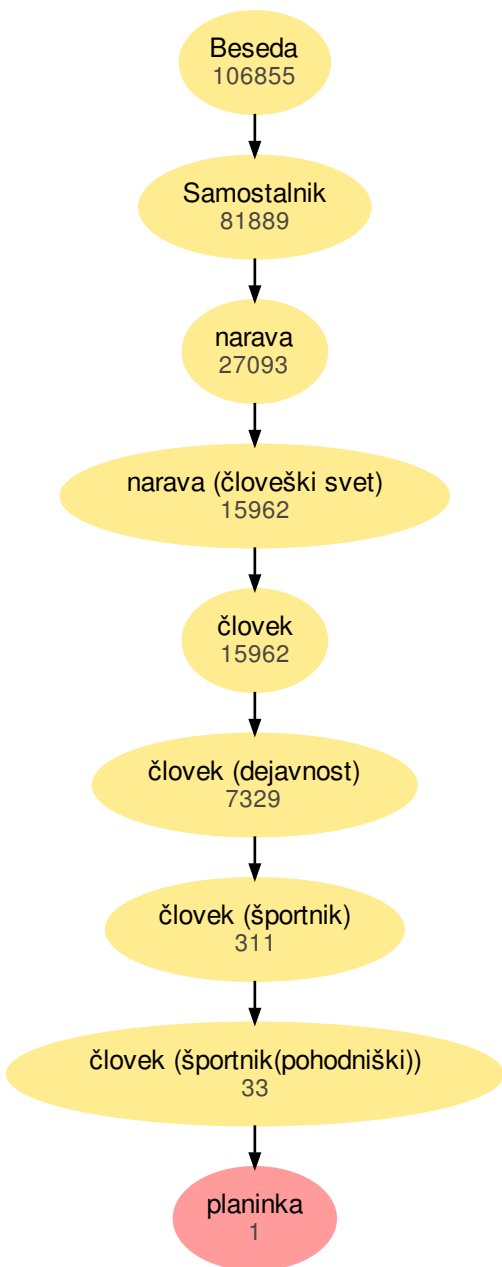 Beseda
106855
Samostalnik
81889
narava
27093
narava (človeški svet)
15962
človek
15962
človek (dejavnost)
7329
človek (športnik)
311
človek (športnik(pohodniški))
33
planinka
1